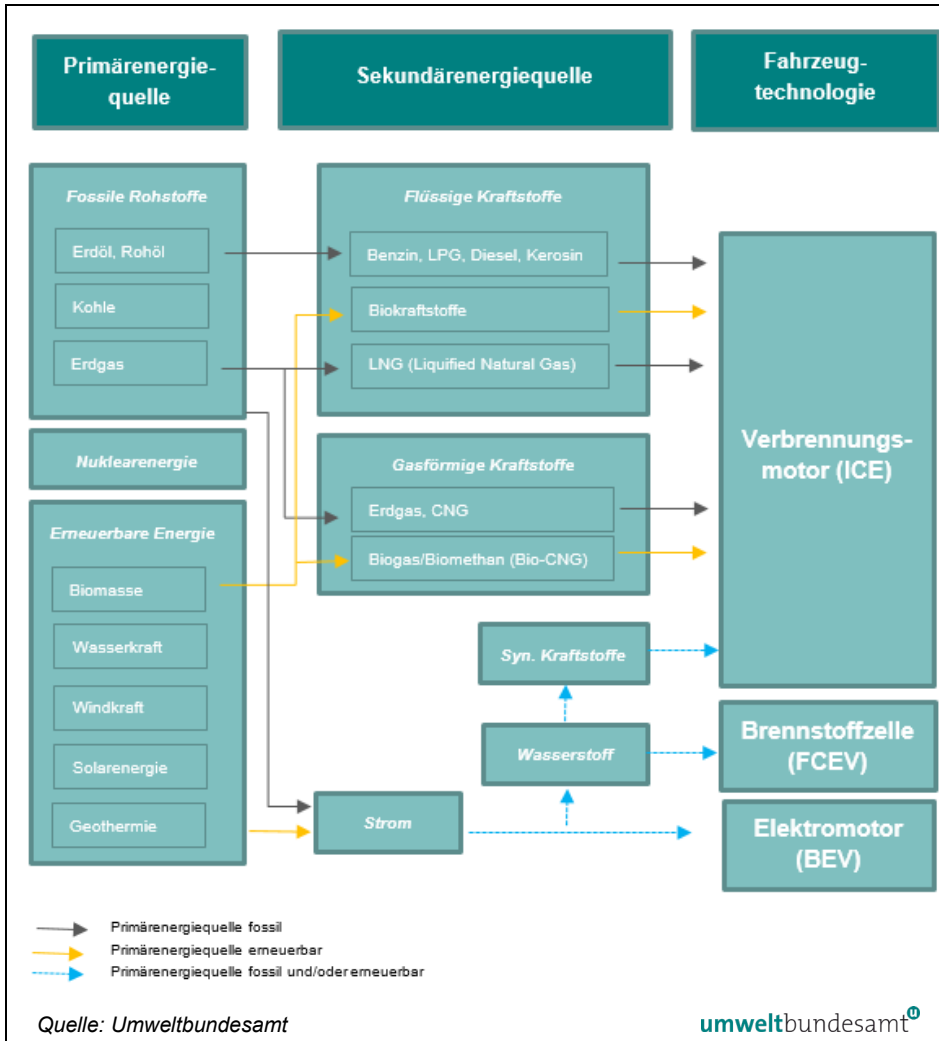 Primärenergie-
quelle
Sekundärenergiequelle
Fahrzeug-
technologie
Fossile Rohstoffe
Erdöl, Rohöl
Kohle
Erdgas
Nuklearenergie
Erneuerbare Energie
Biomasse
Wasserkraft
Windkraft
Solarenergie
Geothermie
Flüssige Kraftstoffe
Benzin, LPG, Diesel, Kerosin
Biokraftstoffe
LNG (Liquified Natural Gas)
Gasförmige Kraftstoffe
Erdgas, CNG
Biogas/Biomethan (Bio-CNG)
Syn. Kraftstoffe
Wasserstoff
Strom
Verbrennungs-
motor (ICE)
Brennstoffzelle
(FCEV)
Elektromotor
(BEV)
Primärenergiequelle fossil
Primärenergiequelle erneuerbar
Primärenergiequelle fossil und/oder erneuerbar
Quelle: Umweltbundesamt
umweltbundesamt
u